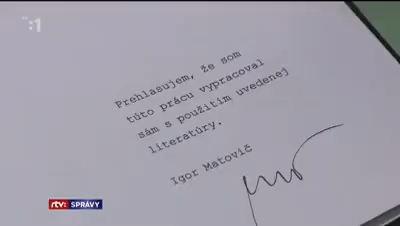 :1
Prehlasujem, že som
túto prácu vypracoval
sám s použitím uvedenej
literatúry.
Igor Matovič
rtv: SPRÁVY